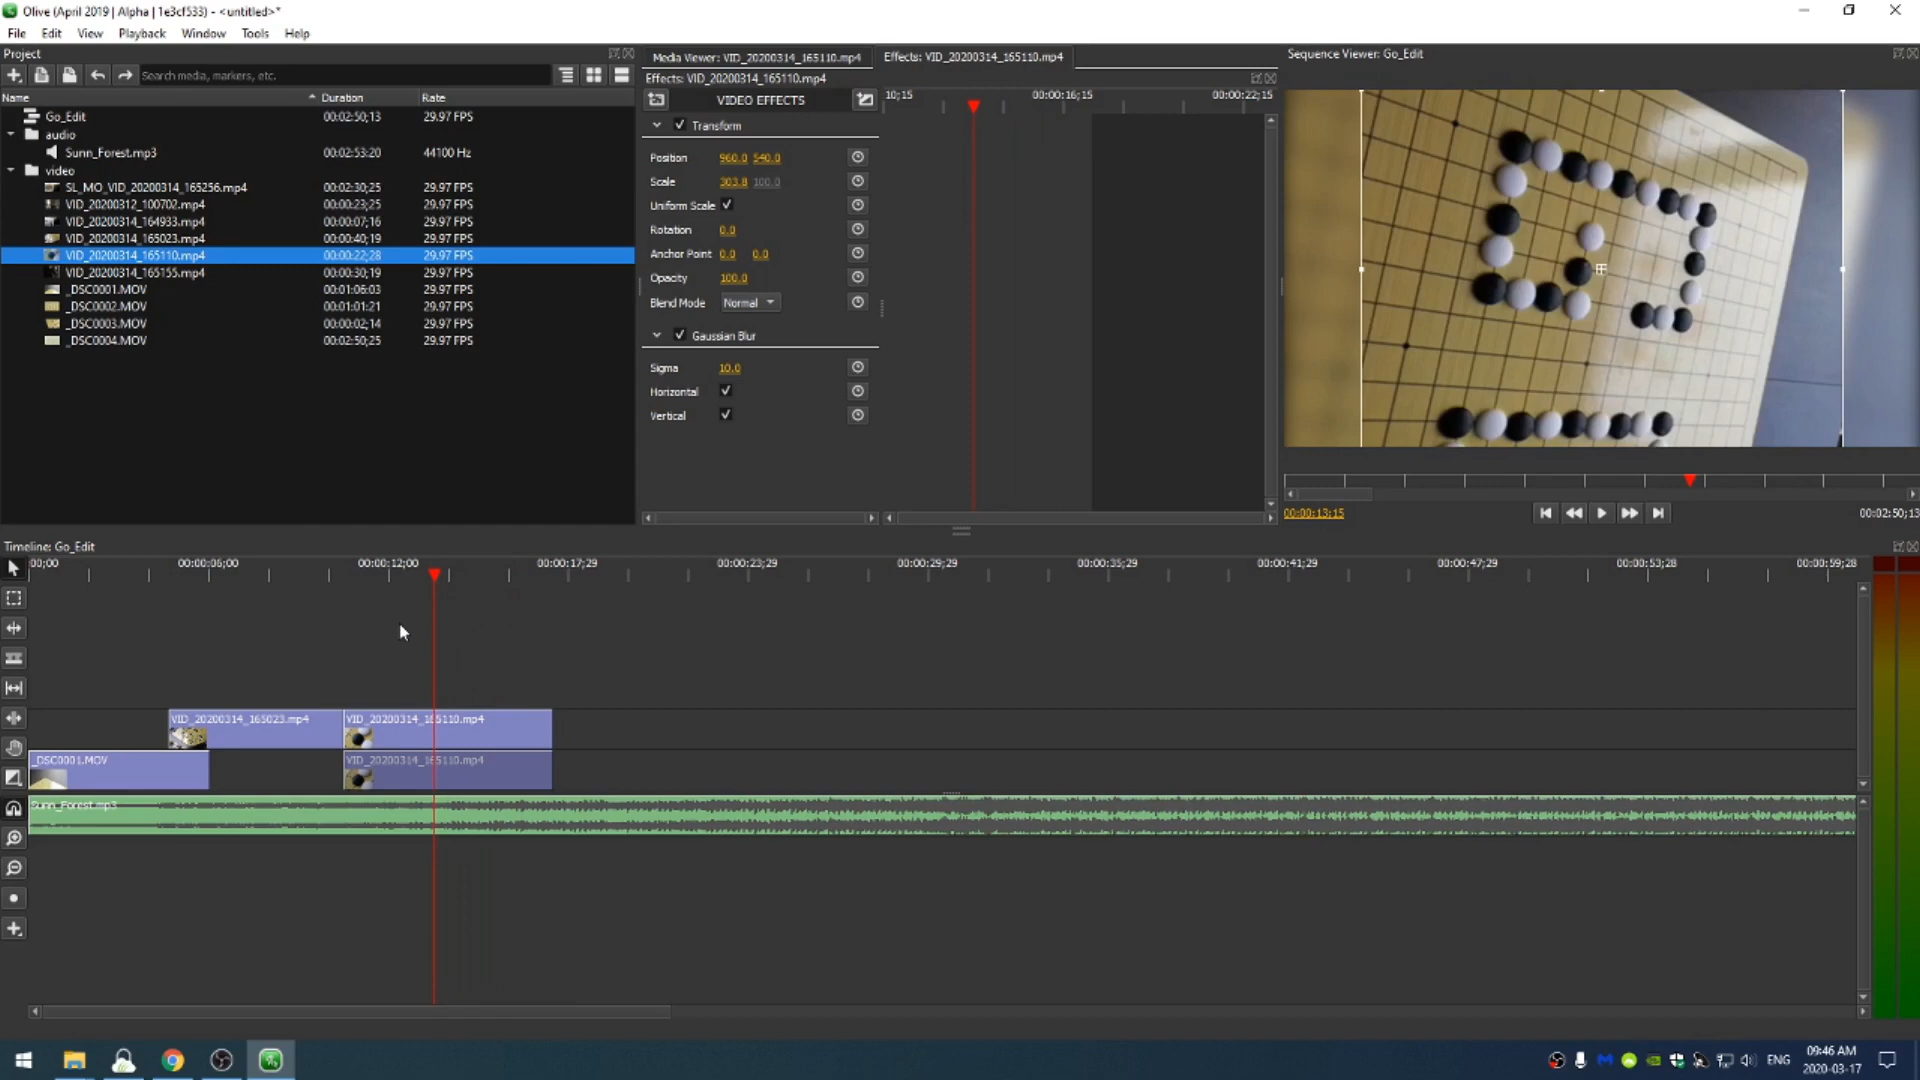 Olive (April 2019 | Alpha | 1e3cf533) - <untitled>*
File Edit View Playback Window Tools Help
Project
Search media, markers, etc.
Name Duration Rate
Go_Edit 00:02:50;13 29.97 FPS
audio
Sunn_Forest.mp3 00:02:53:20 44100 Hz
video
SL_MO_VID_20200314_165256.mp4 00:02:30;25 29.97 FPS
VID_20200312_100702.mp4 00:00:23;25 29.97 FPS
VID_20200314_164933.mp4 00:00:07;16 29.97 FPS
VID_20200314_165023.mp4 00:00:40;19 29.97 FPS
VID_20200314_165110.mp4 00:00:22;28 29.97 FPS
VID_20200314_165155.mp4 00:00:30;19 29.97 FPS
_DSC0001.MOV 00:01:06;03 29.97 FPS
_DSC0002.MOV 00:01:01;21 29.97 FPS
_DSC0003.MOV 00:00:02;14 29.97 FPS
_DSC0004.MOV 00:02:50;25 29.97 FPS
Media Viewer: VID_20200314_165110.mp4 Effects: VID_20200314_165110.mp4
Effects: VID_20200314_165110.mp4
VIDEO EFFECTS
10;15 00:00:16;15 00:00:22;15
Transform
Position 960.0 540.0
Scale 303.8 100.0
Uniform Scale
Rotation 0.0
Anchor Point 0.0 0.0
Opacity 100.0
Blend Mode Normal
Gaussian Blur
Sigma 10.0
Horizontal
Vertical
Sequence Viewer: Go_Edit
00:00:13;15 00:02:50;13
Timeline: Go_Edit
00;00 00:00:06;00 00:00:12;00 00:00:17;29 00:00:23;29 00:00:29;29 00:00:35;29 00:00:41;29 00:00:47;29 00:00:53;28 00:00:59;28
VID_20200314_165023.mp4 VID_20200314_165110.mp4
_DSC0001.MOV VID_20200314_165110.mp4
Sunn_Forest.mp3
ENG
09:46 AM
2020-03-17